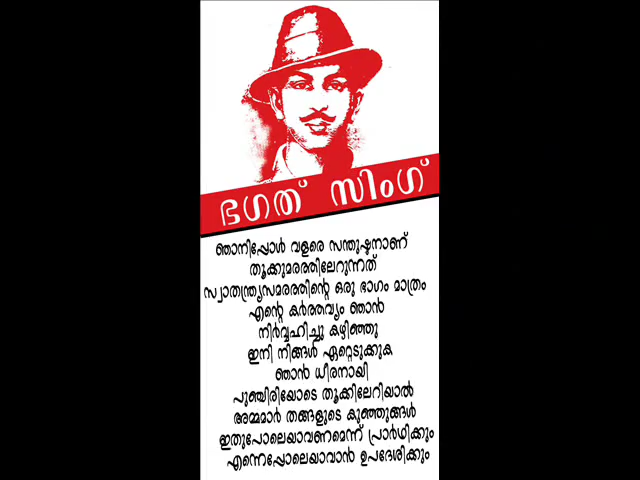 ഭഗത് സിംഗ്
ഞാനിപ്പോൾ വളരെ സന്തുഷ്ടനാണ്
തൂക്കുമരത്തിലേറുന്നത്
സ്വാതന്ത്ര്യസമരത്തിന്റെ ഒരു ഭാഗം മാത്രം
എന്റെ കർത്തവ്യം ഞാൻ
നിർവ്വഹിച്ചു കഴിഞ്ഞു
ഇനി നിങ്ങൾ ഏറ്റെടുക്കുക
ഞാൻ ധീരനായി
പുഞ്ചിരിയോടെ തൂക്കിലേറിയാൽ
അമ്മമാർ തങ്ങളുടെ കുഞ്ഞുങ്ങൾ
ഇതുപോലെയാവണമെന്ന് പ്രാർഥിക്കും
എന്നെപ്പോലെയാവാൻ ഉപദേശിക്കും